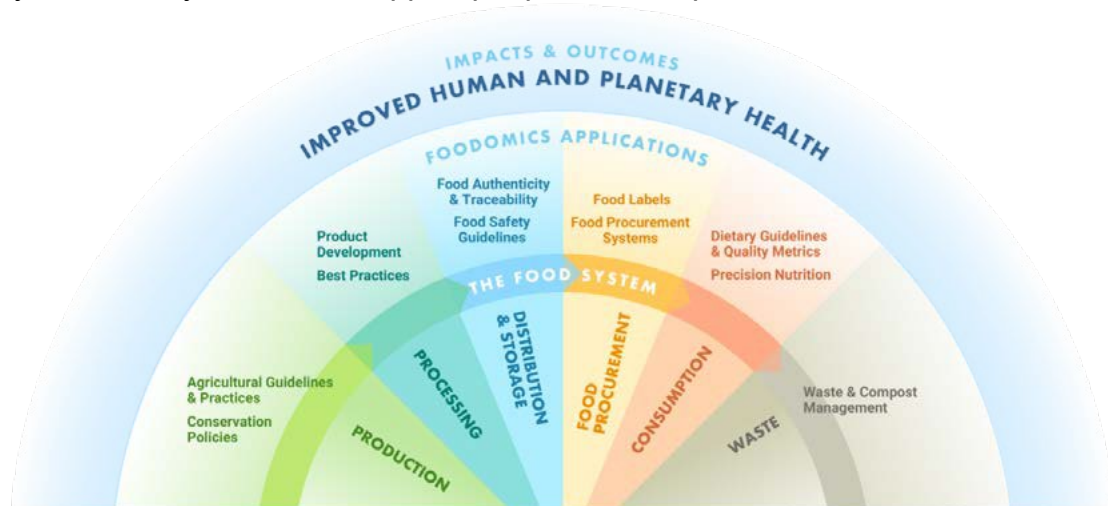 IMPACTS & OUTCOMES
IMPROVED HUMAN AND PLANETARY HEALTH
FOODOMICS APPLICATIONS
Food Authenticity
& Traceability
Food Safety
Guidelines
Food Labels
Food Procurement
Systems
Product
Development
Best Practices
Dietary Guidelines
& Quality Metrics
Precision Nutrition
Agricultural Guidelines
& Practices
Conservation
Policies
Waste & Compost
Management
THE FOOD SYSTEM
PRODUCTION
PROCESSING
DISTRIBUTION
& STORAGE
FOOD
PROCUREMENT
CONSUMPTION
WASTE